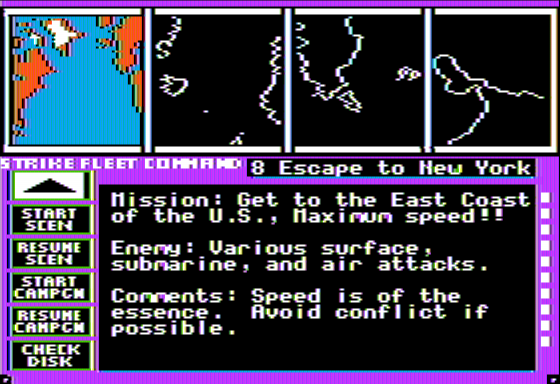 STRIKE FLEET COMMAND
8 Escape to New York
Mission: Get to the East Coast
of the U.S., Maximum speed!!
Enemy: Various surface,
submarine, and air attacks.
Comments: Speed is of the
essence. Avoid conflict if
possible.
START
SCEN
RESUME
SCEN
START
CAMPGN
RESUME
CAMPGN
CHECK
DISK